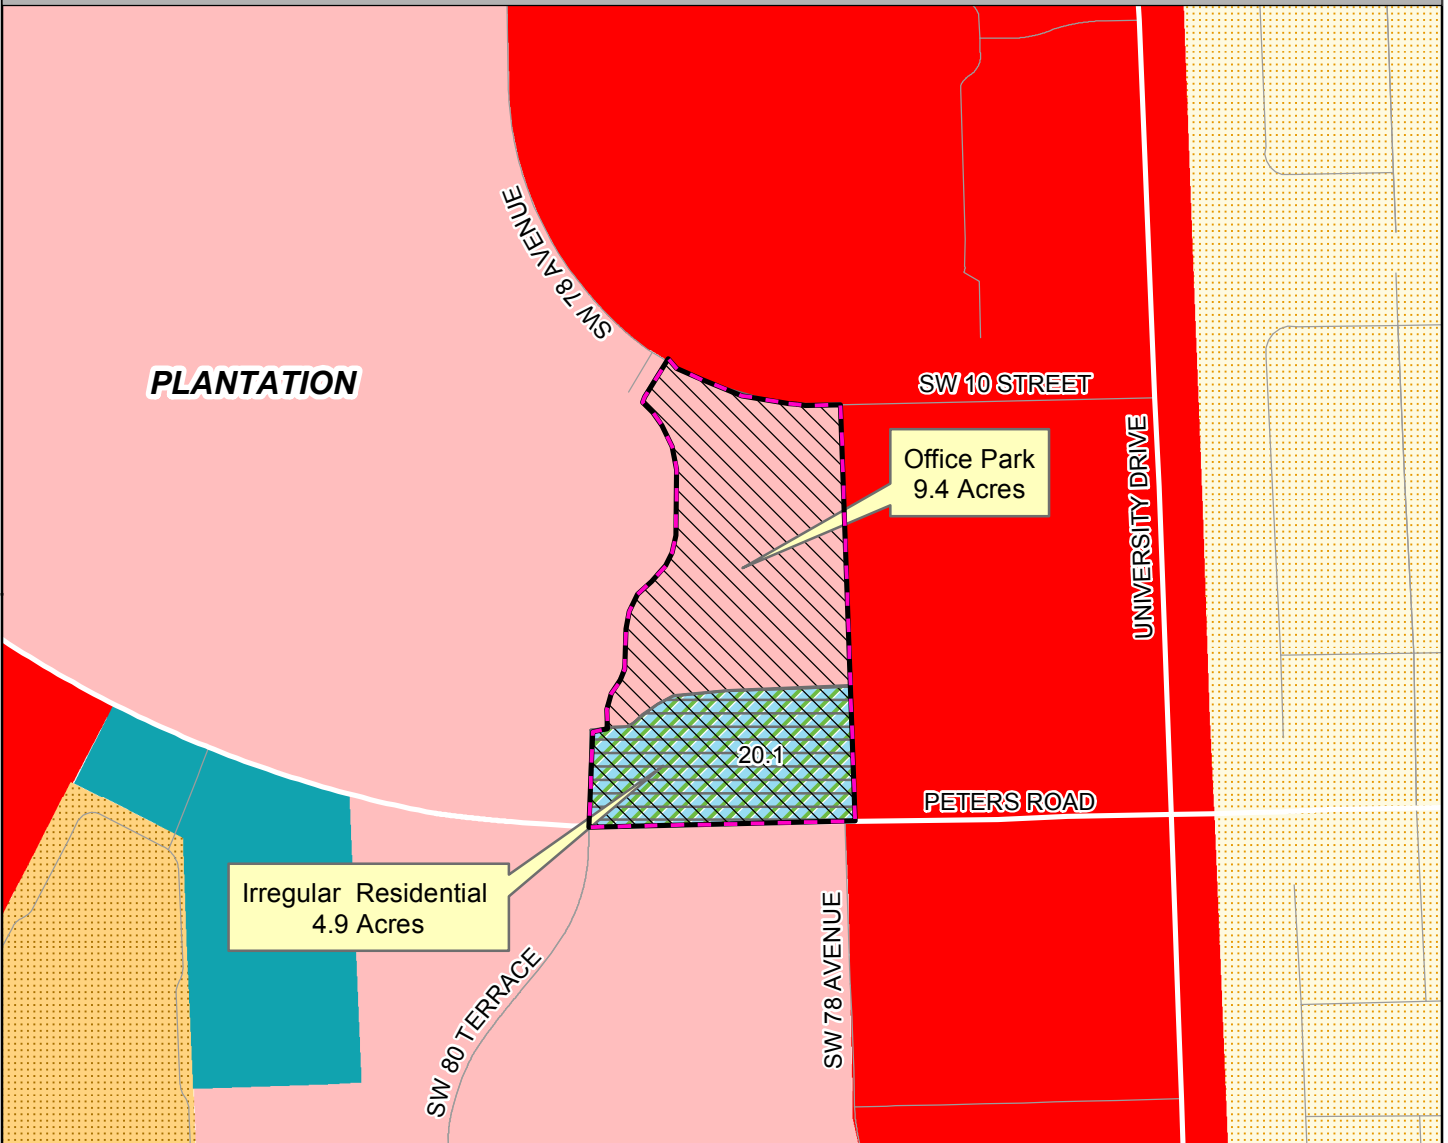 SW 78 AVENUE
PLANTATION
SW 10 STREET
Office Park
9.4 Acres
UNIVERSITY DRIVE
20.1
PETERS ROAD
Irregular  Residential
4.9 Acres
SW 78 AVENUE
SW 80 TERRACE